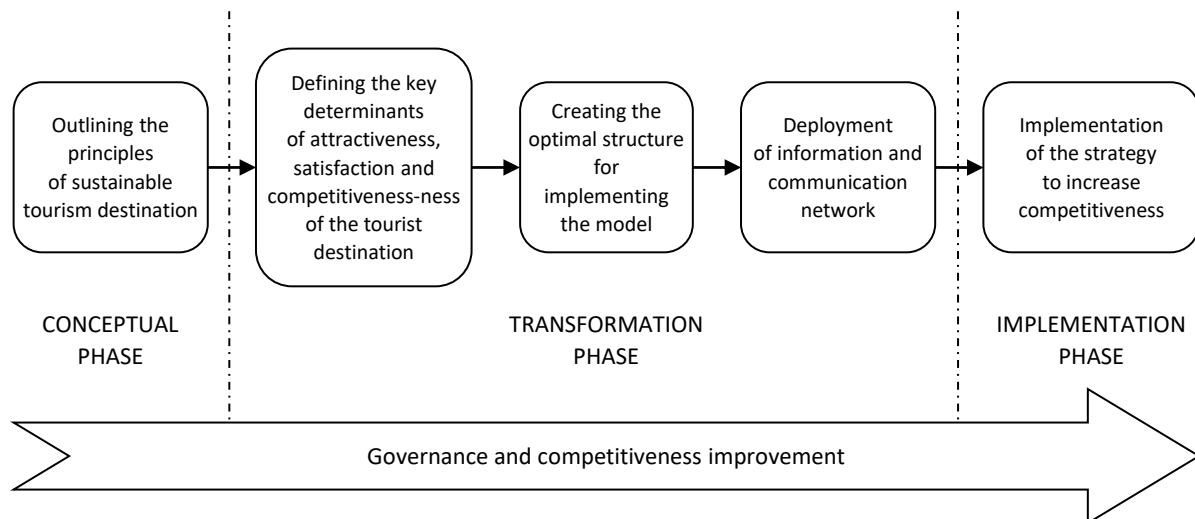 Outlining the
principles
of sustainable
tourism destination
Defining the key
determinants
of attractiveness,
satisfaction and
competitiveness-ness
of the tourist
destination
Creating the
optimal structure
for
implementing
the model
Deployment
of information and
communication
network
Implementation
of the strategy
to increase
competitiveness
CONCEPTUAL
PHASE
TRANSFORMATION
PHASE
IMPLEMENTATION
PHASE
Governance and competitiveness improvement